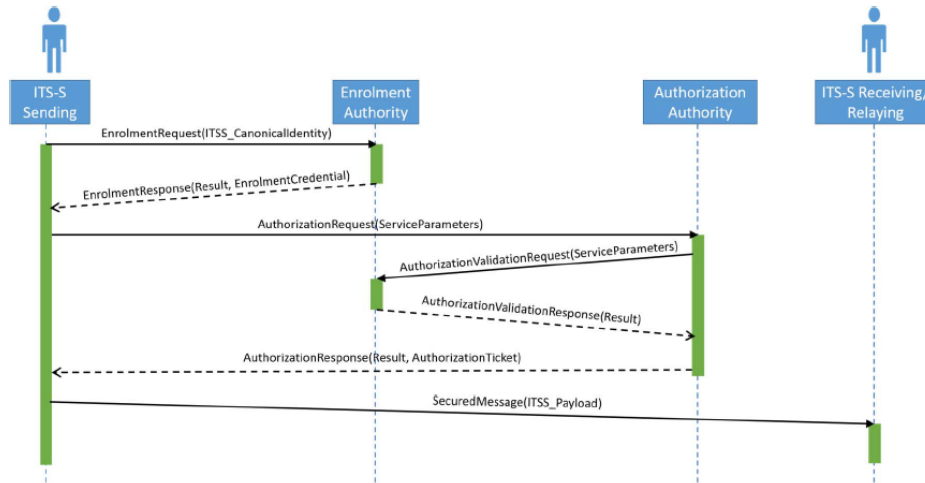 ITS-S
Sending
Enrolment
Authority
Authorization
Authority
ITS-S Receiving/
Relaying
EnrolmentRequest(ITSS_CanonicalIdentity)
EnrolmentResponse(Result, EnrolmentCredential)
AuthorizationRequest(ServiceParameters)
AuthorizationValidationRequest(ServiceParameters)
AuthorizationValidationResponse(Result)
AuthorizationResponse(Result, AuthorizationTicket)
SecuredMessage(ITSS_Payload)